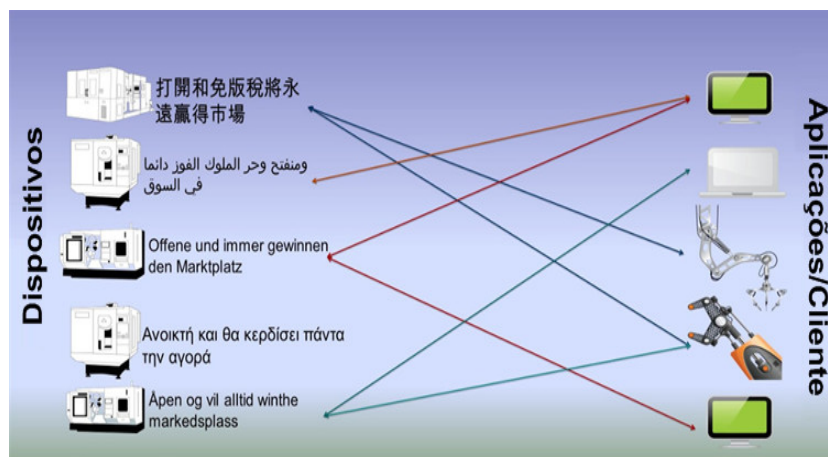 Dispositivos
打開和免版稅將永
遠贏得市場
ومنفتح وحر الملوك الفوز دائما
في السوق
Offene und immer gewinnen
den Marktplatz
Ανοικτή και θα κερδίσει πάντα
την αγορά
Åpen og vil alltid winthe
markedsplass
Aplicações/Cliente